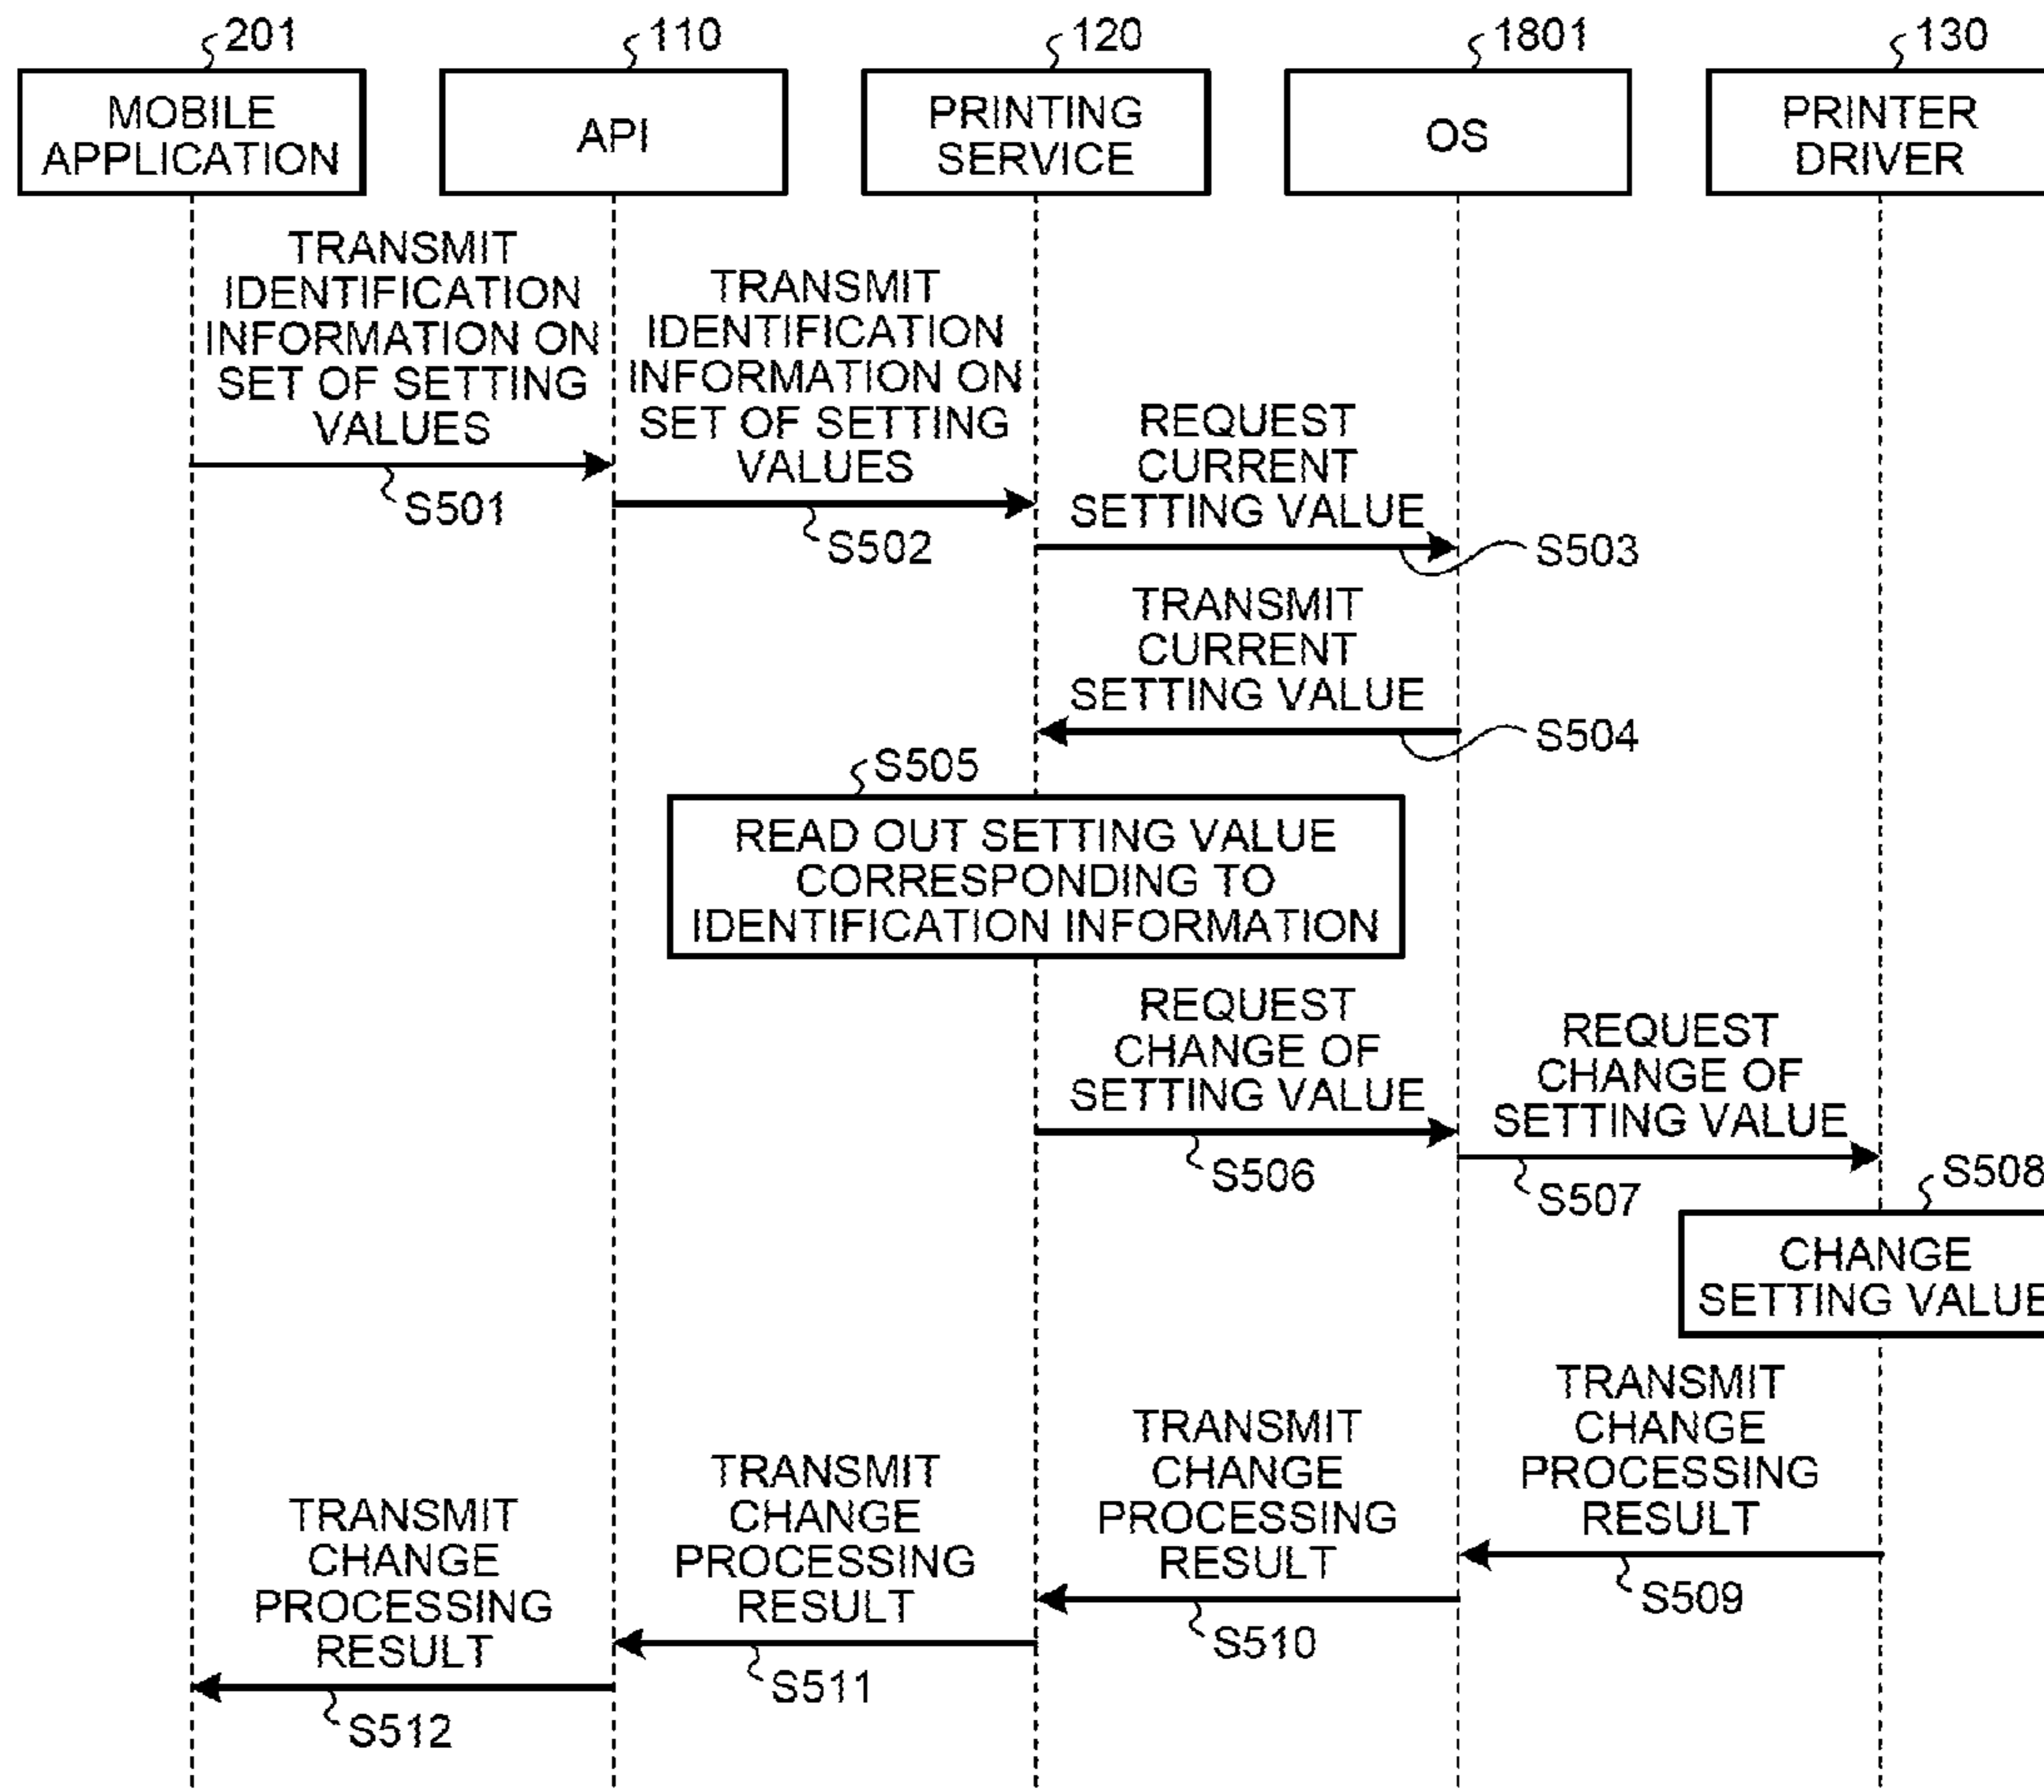 201
110
120
1801
130
MOBILE
APPLICATION
API
PRINTING
SERVICE
OS
PRINTER
DRIVER
TRANSMIT
IDENTIFICATION
INFORMATION ON
SET OF SETTING
VALUES
S501
TRANSMIT
IDENTIFICATION
INFORMATION ON
SET OF SETTING
VALUES
S502
REQUEST
CURRENT
SETTING VALUE
S503
TRANSMIT
CURRENT
SETTING VALUE
S504
S505
READ OUT SETTING VALUE
CORRESPONDING TO
IDENTIFICATION INFORMATION
REQUEST
CHANGE OF
SETTING VALUE
S506
REQUEST
CHANGE OF
SETTING VALUE
S507
S508
CHANGE
SETTING VALUE
TRANSMIT
CHANGE
PROCESSING
RESULT
S509
TRANSMIT
CHANGE
PROCESSING
RESULT
S510
TRANSMIT
CHANGE
PROCESSING
RESULT
S511
TRANSMIT
CHANGE
PROCESSING
RESULT
S512